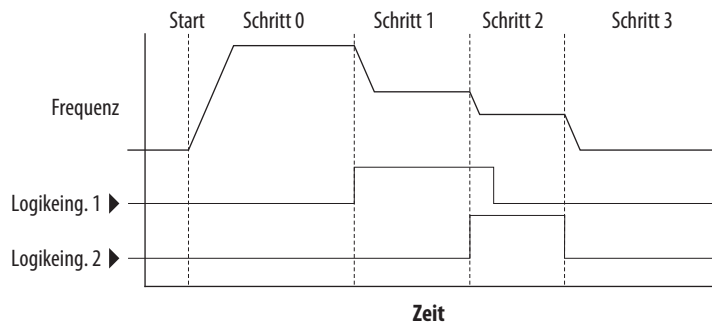 Start
Schritt 0
Schritt 1
Schritt 2
Schritt 3
Frequenz
Logikeing. 1
Logikeing. 2
Zeit